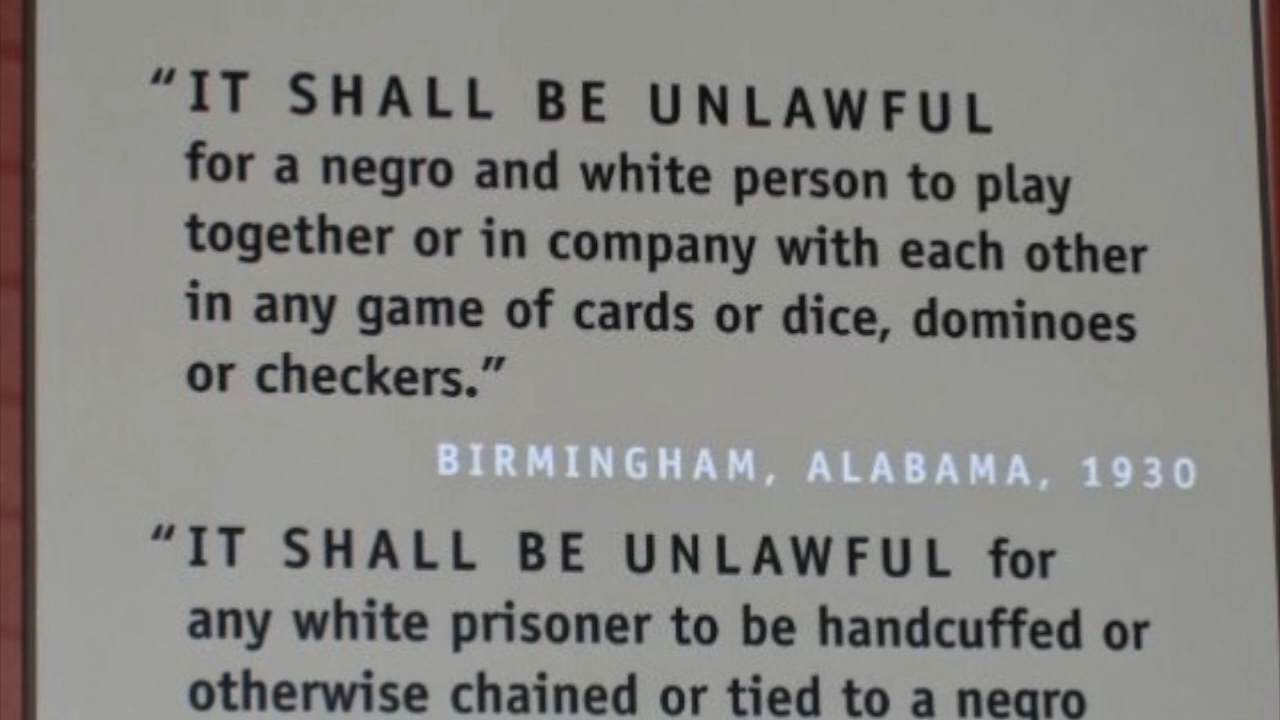 “IT SHALL BE UNLAWFUL
for a negro and white person to play
together or in company with each other
in any game of cards or dice, dominoes
or checkers.”
BIRMINGHAM, ALABAMA, 1930
“IT SHALL BE UNLAWFUL for
any white prisoner to be handcuffed or
otherwise chained or tied to a negro